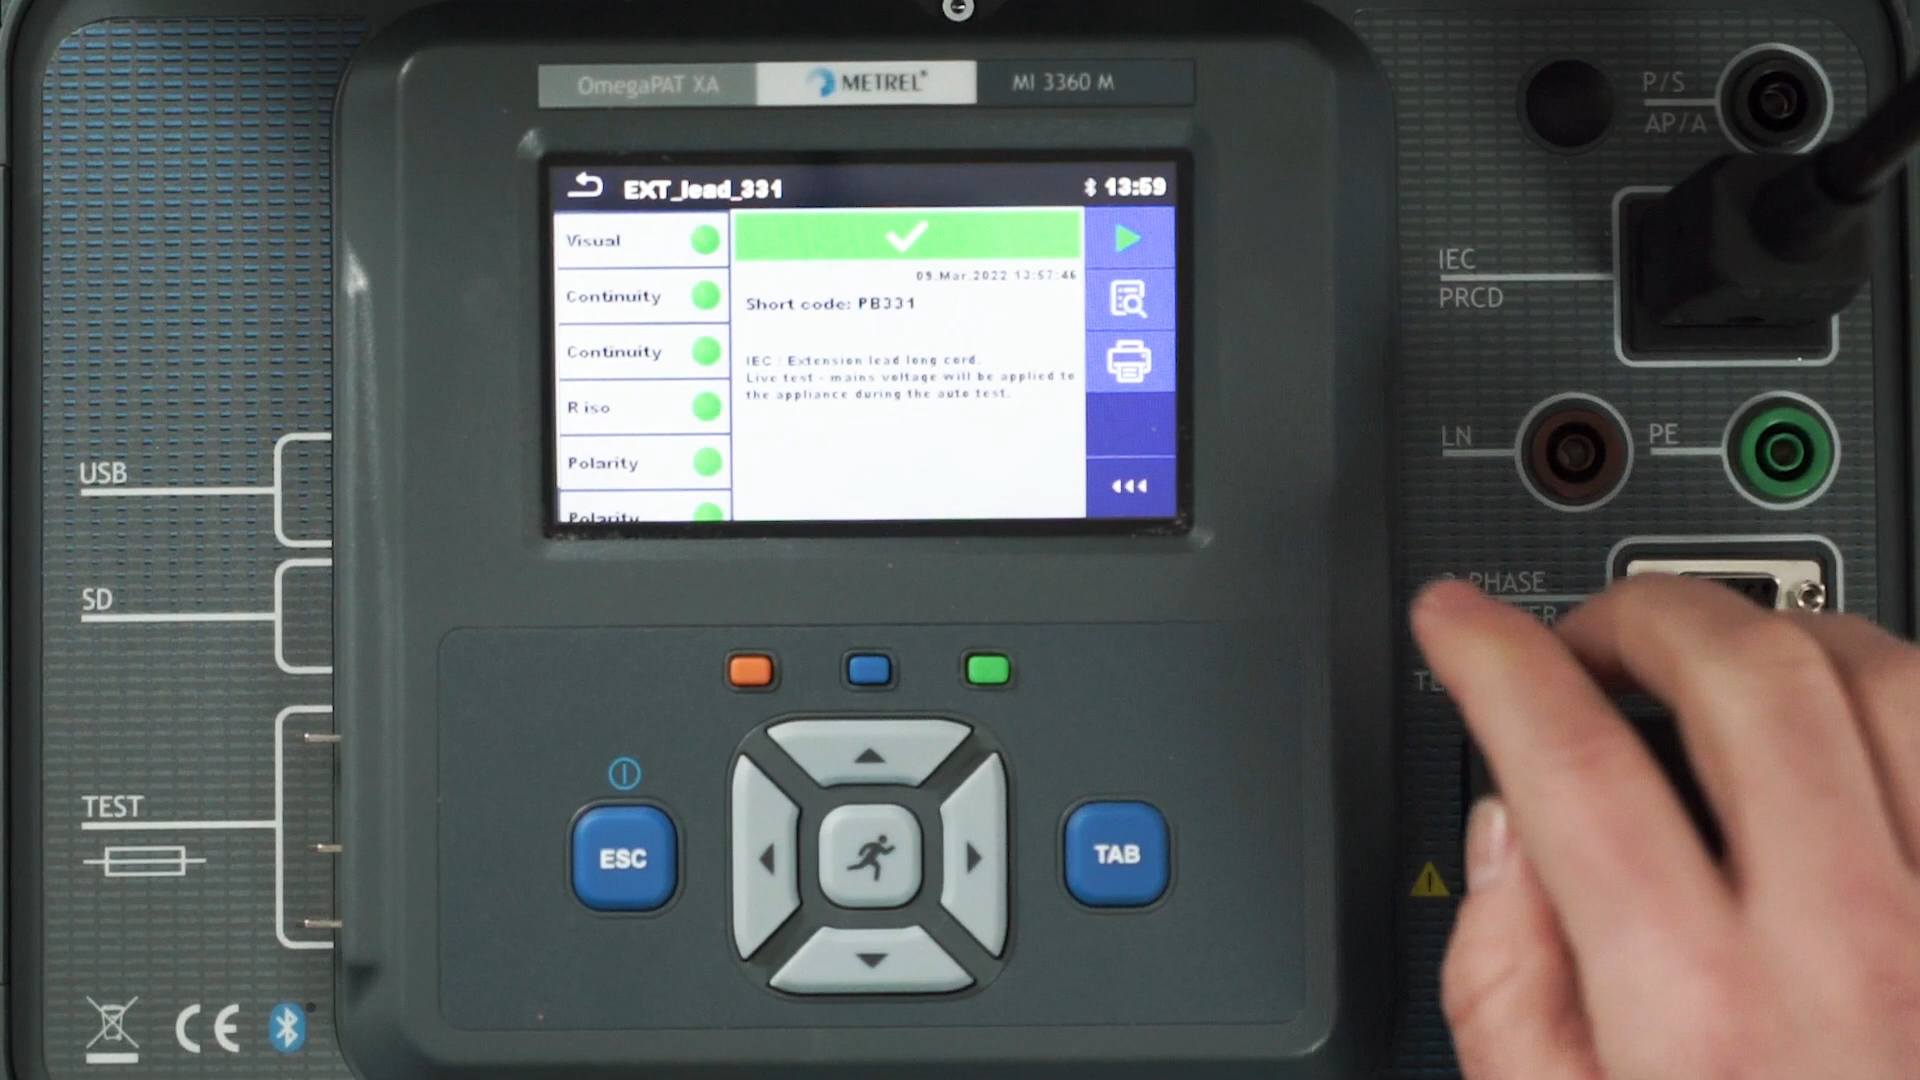 OmegaPAT XA METREL® MI 3360 M
EXT_lead_331 13:59
Visual
Continuity
Continuity
R iso
Polarity
Polarity
09.Mar.2022 13:57:46
Short code: PB331
IEC / Extension lead long cord.
Live test - mains voltage will be applied to
the appliance during the auto test.
USB
SD
TEST
CE
P/S
AP/A
IEC
PRCD
LN
PE
PHASE
ESC
TAB